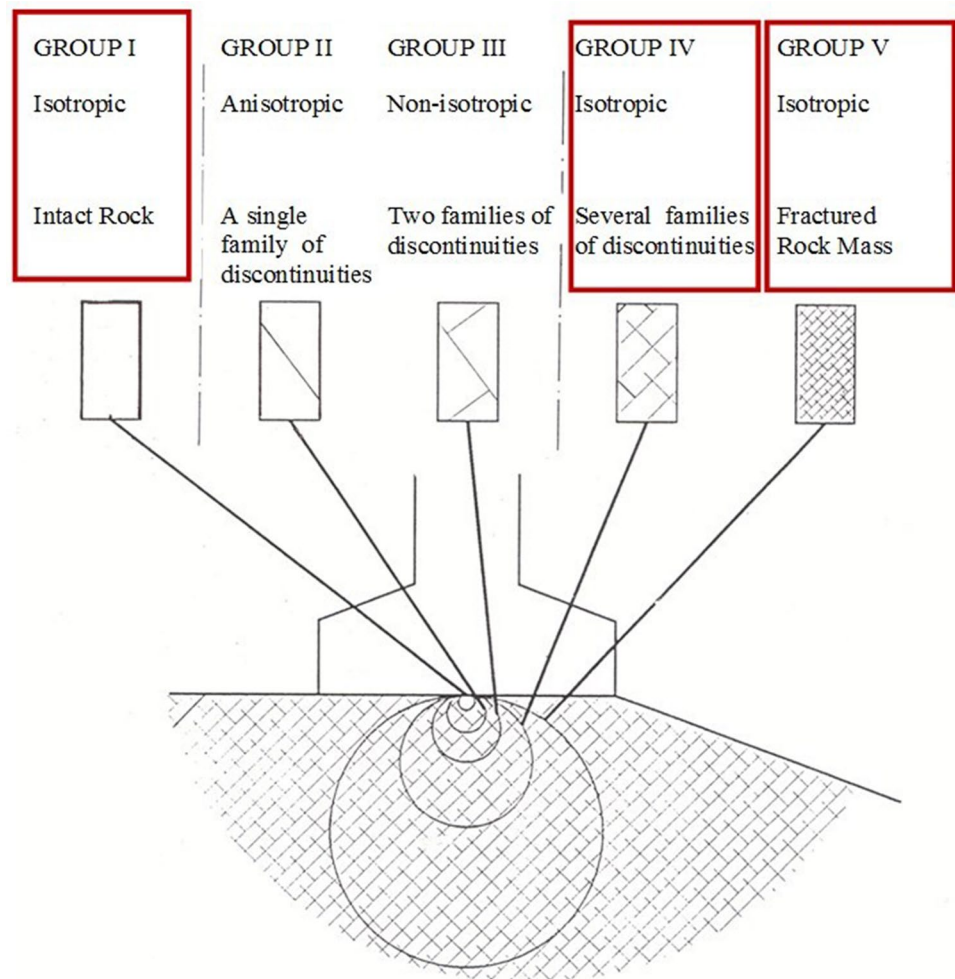 GROUP I
Isotropic
Intact Rock
GROUP II
Anisotropic
A single
family of
discontinuities
GROUP III
Non-isotropic
Two families of
discontinuities
GROUP IV
Isotropic
Several families
of discontinuities
GROUP V
Isotropic
Fractured
Rock Mass